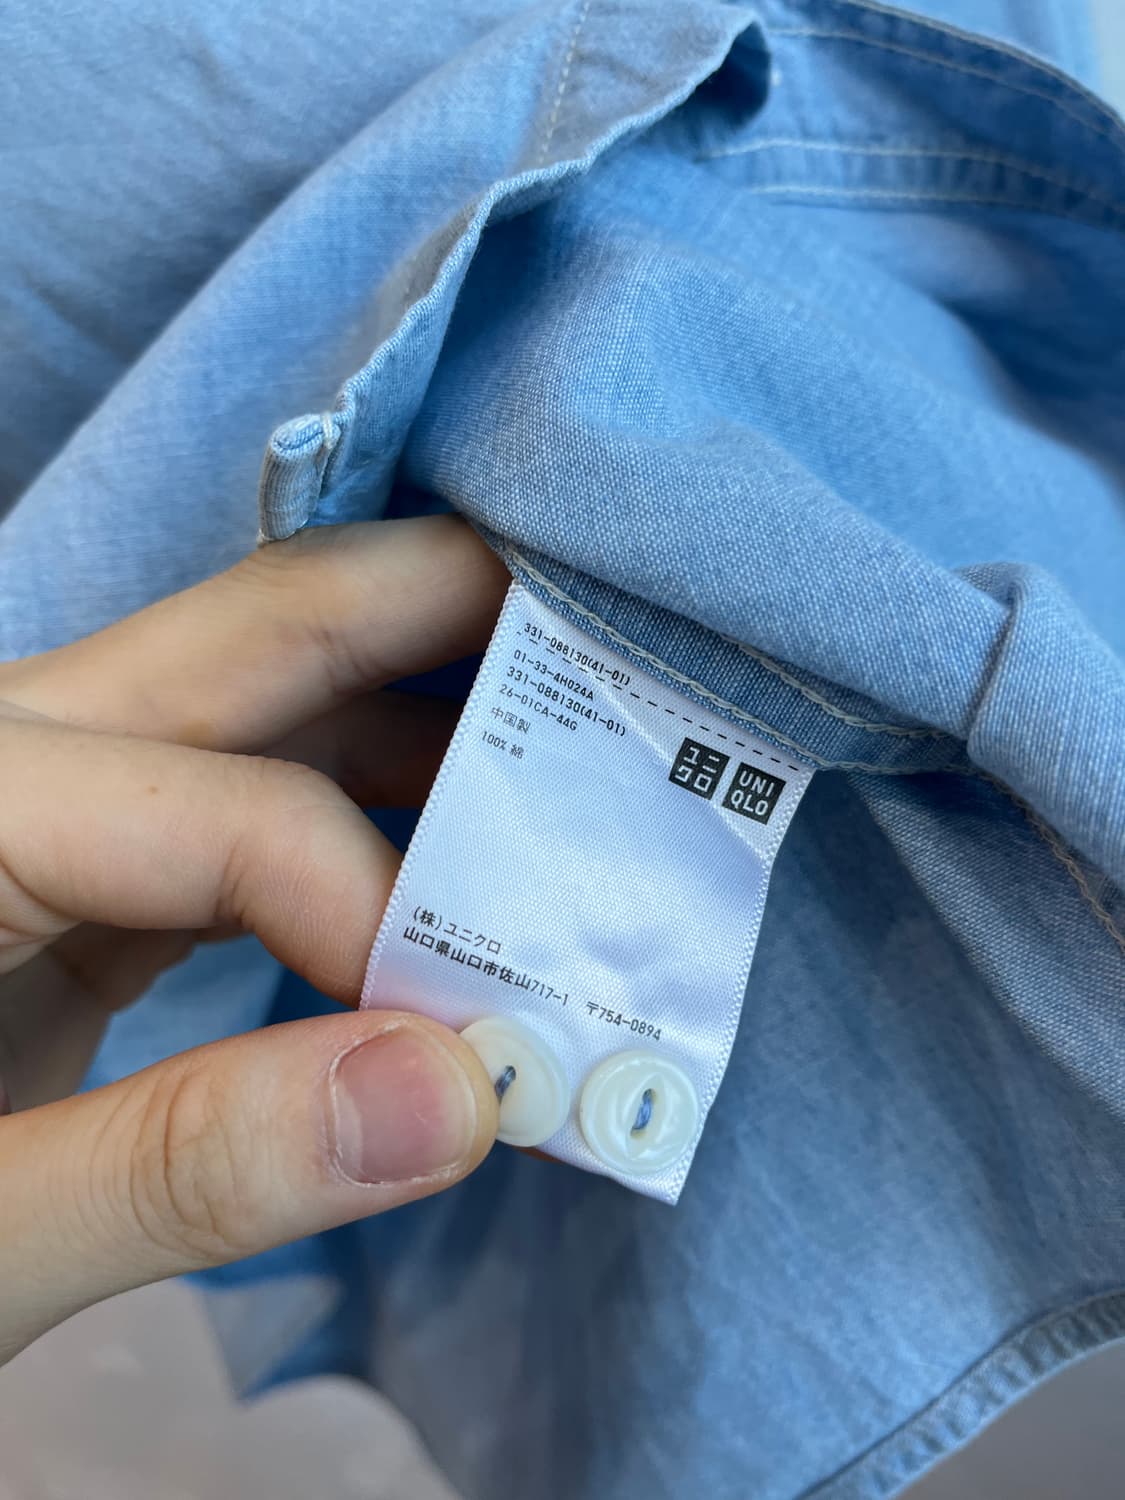 331-088130(41-01)
01-33-4H024A
331-088130(41-01)
26-01CA-44G
中国製
100% 綿
ユニ
クロ
UNI
QLO
(株)ユニクロ
山口県山口市佐山717-1 〒754-0894